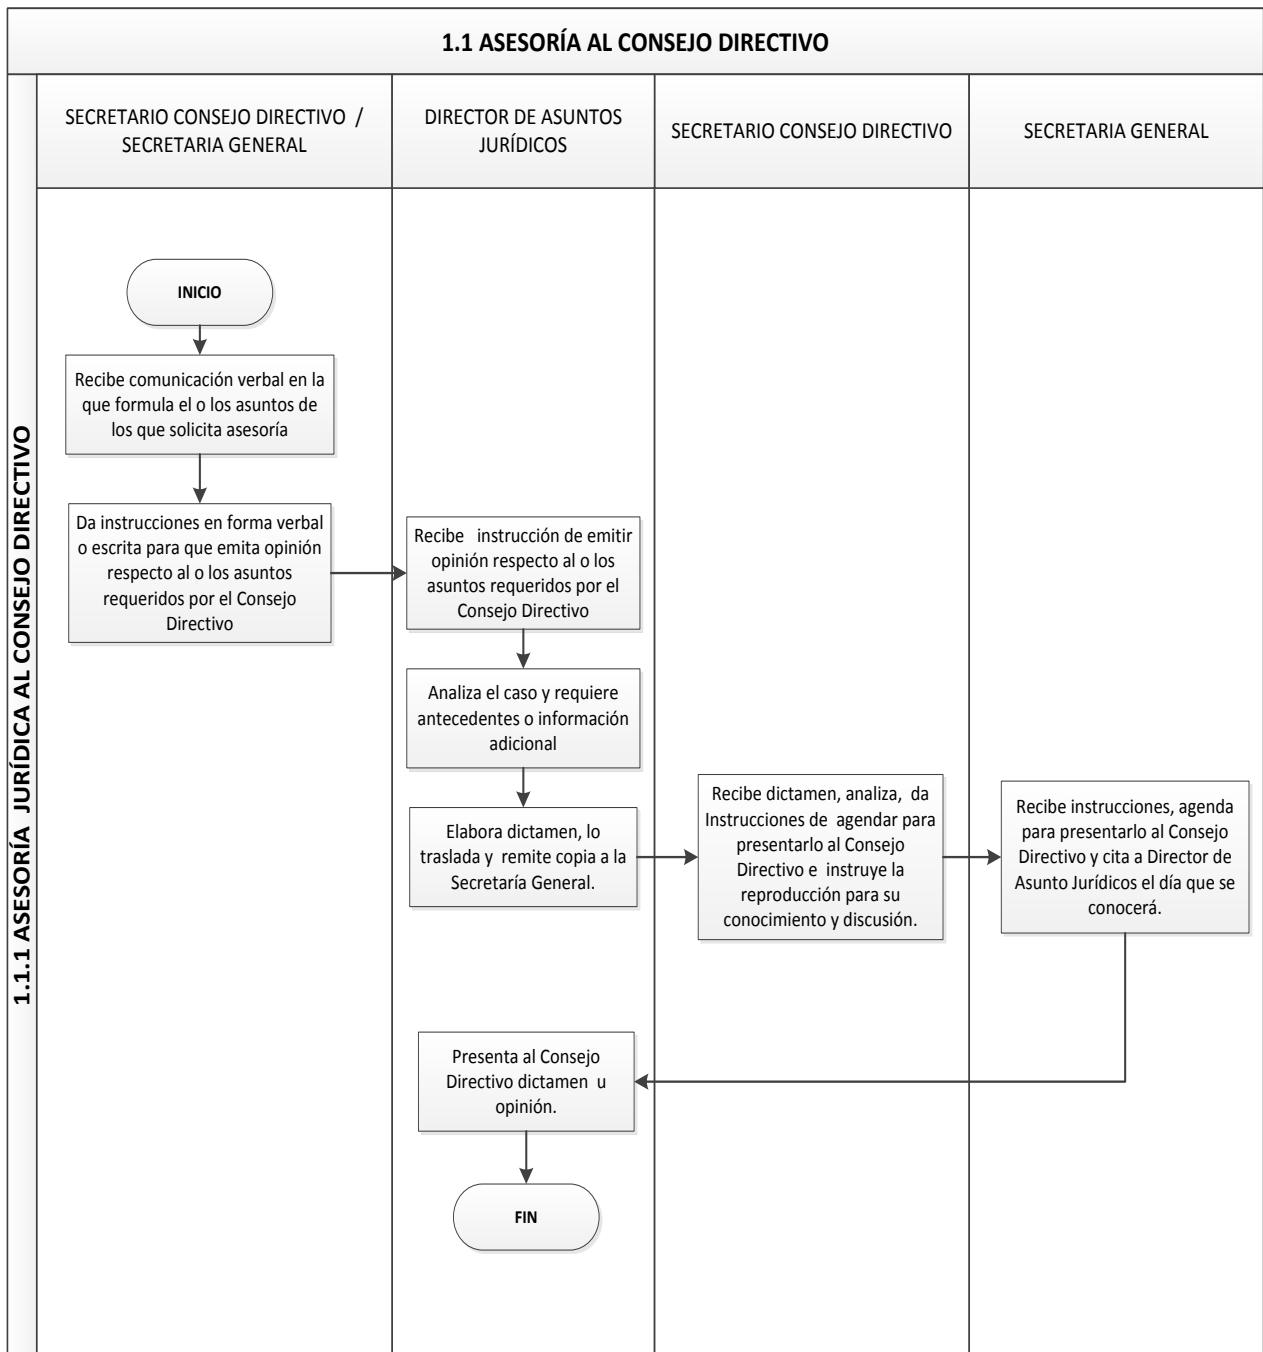 1.1 ASESORÍA AL CONSEJO DIRECTIVO
1.1.1 ASESORÍA  JURÍDICA AL CONSEJO DIRECTIVO
SECRETARIO CONSEJO DIRECTIVO  /
SECRETARIA GENERAL
DIRECTOR DE ASUNTOS
JURÍDICOS
SECRETARIO CONSEJO DIRECTIVO
SECRETARIA GENERAL
INICIO
Recibe comunicación verbal en la
que formula el o los asuntos de
los que solicita asesoría
Da instrucciones en forma verbal
o escrita para que emita opinión
respecto al o los asuntos
requeridos por el Consejo
Directivo
Recibe  instrucción de emitir
opinión respecto al o los
asuntos requeridos por el
Consejo Directivo
Analiza el caso y requiere
antecedentes o información
adicional
Elabora dictamen, lo
traslada y  remite copia a la
Secretaría General.
Recibe dictamen, analiza,  da
Instrucciones de  agendar para
presentarlo al Consejo
Directivo e  instruye la
reproducción para su
conocimiento y discusión.
Recibe instrucciones, agenda
para presentarlo al Consejo
Directivo y cita a Director de
Asunto Jurídicos el día que se
conocerá.
Presenta al Consejo
Directivo dictamen  u
opinión.
FIN